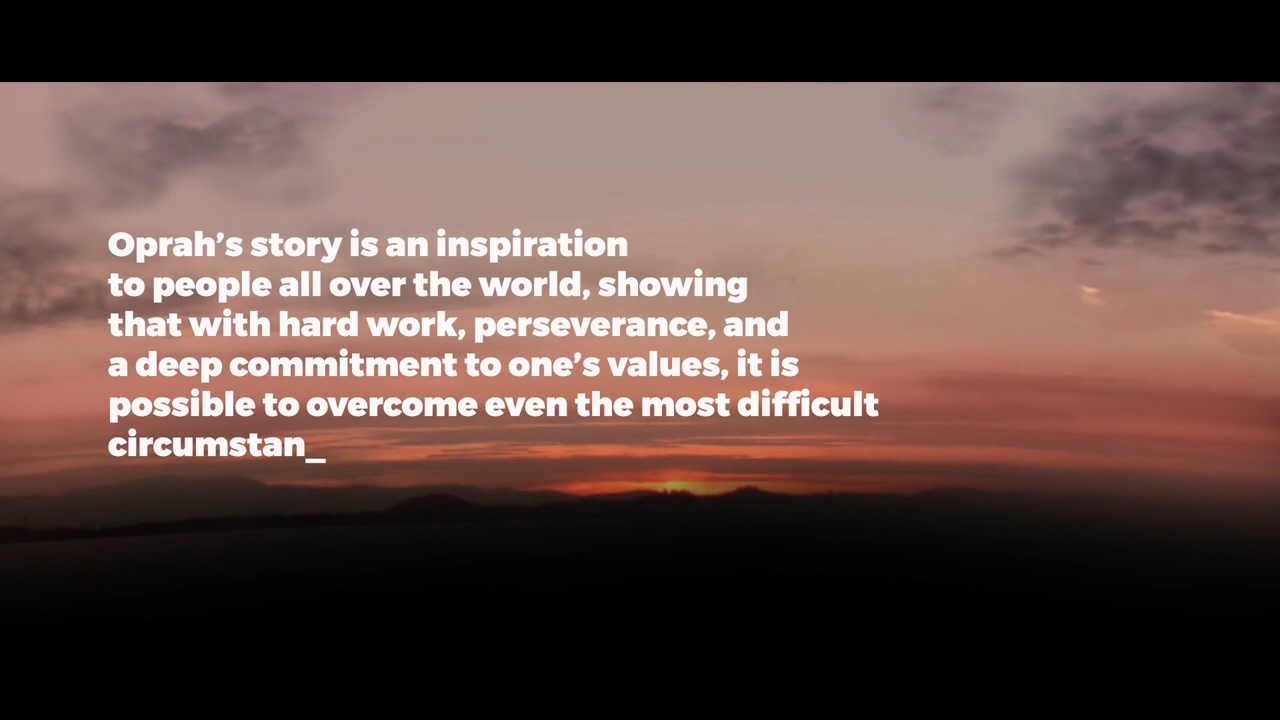 Oprah’s story is an inspiration
to people all over the world, showing
that with hard work, perseverance, and
a deep commitment to one’s values, it is
possible to overcome even the most difficult
circumstan_